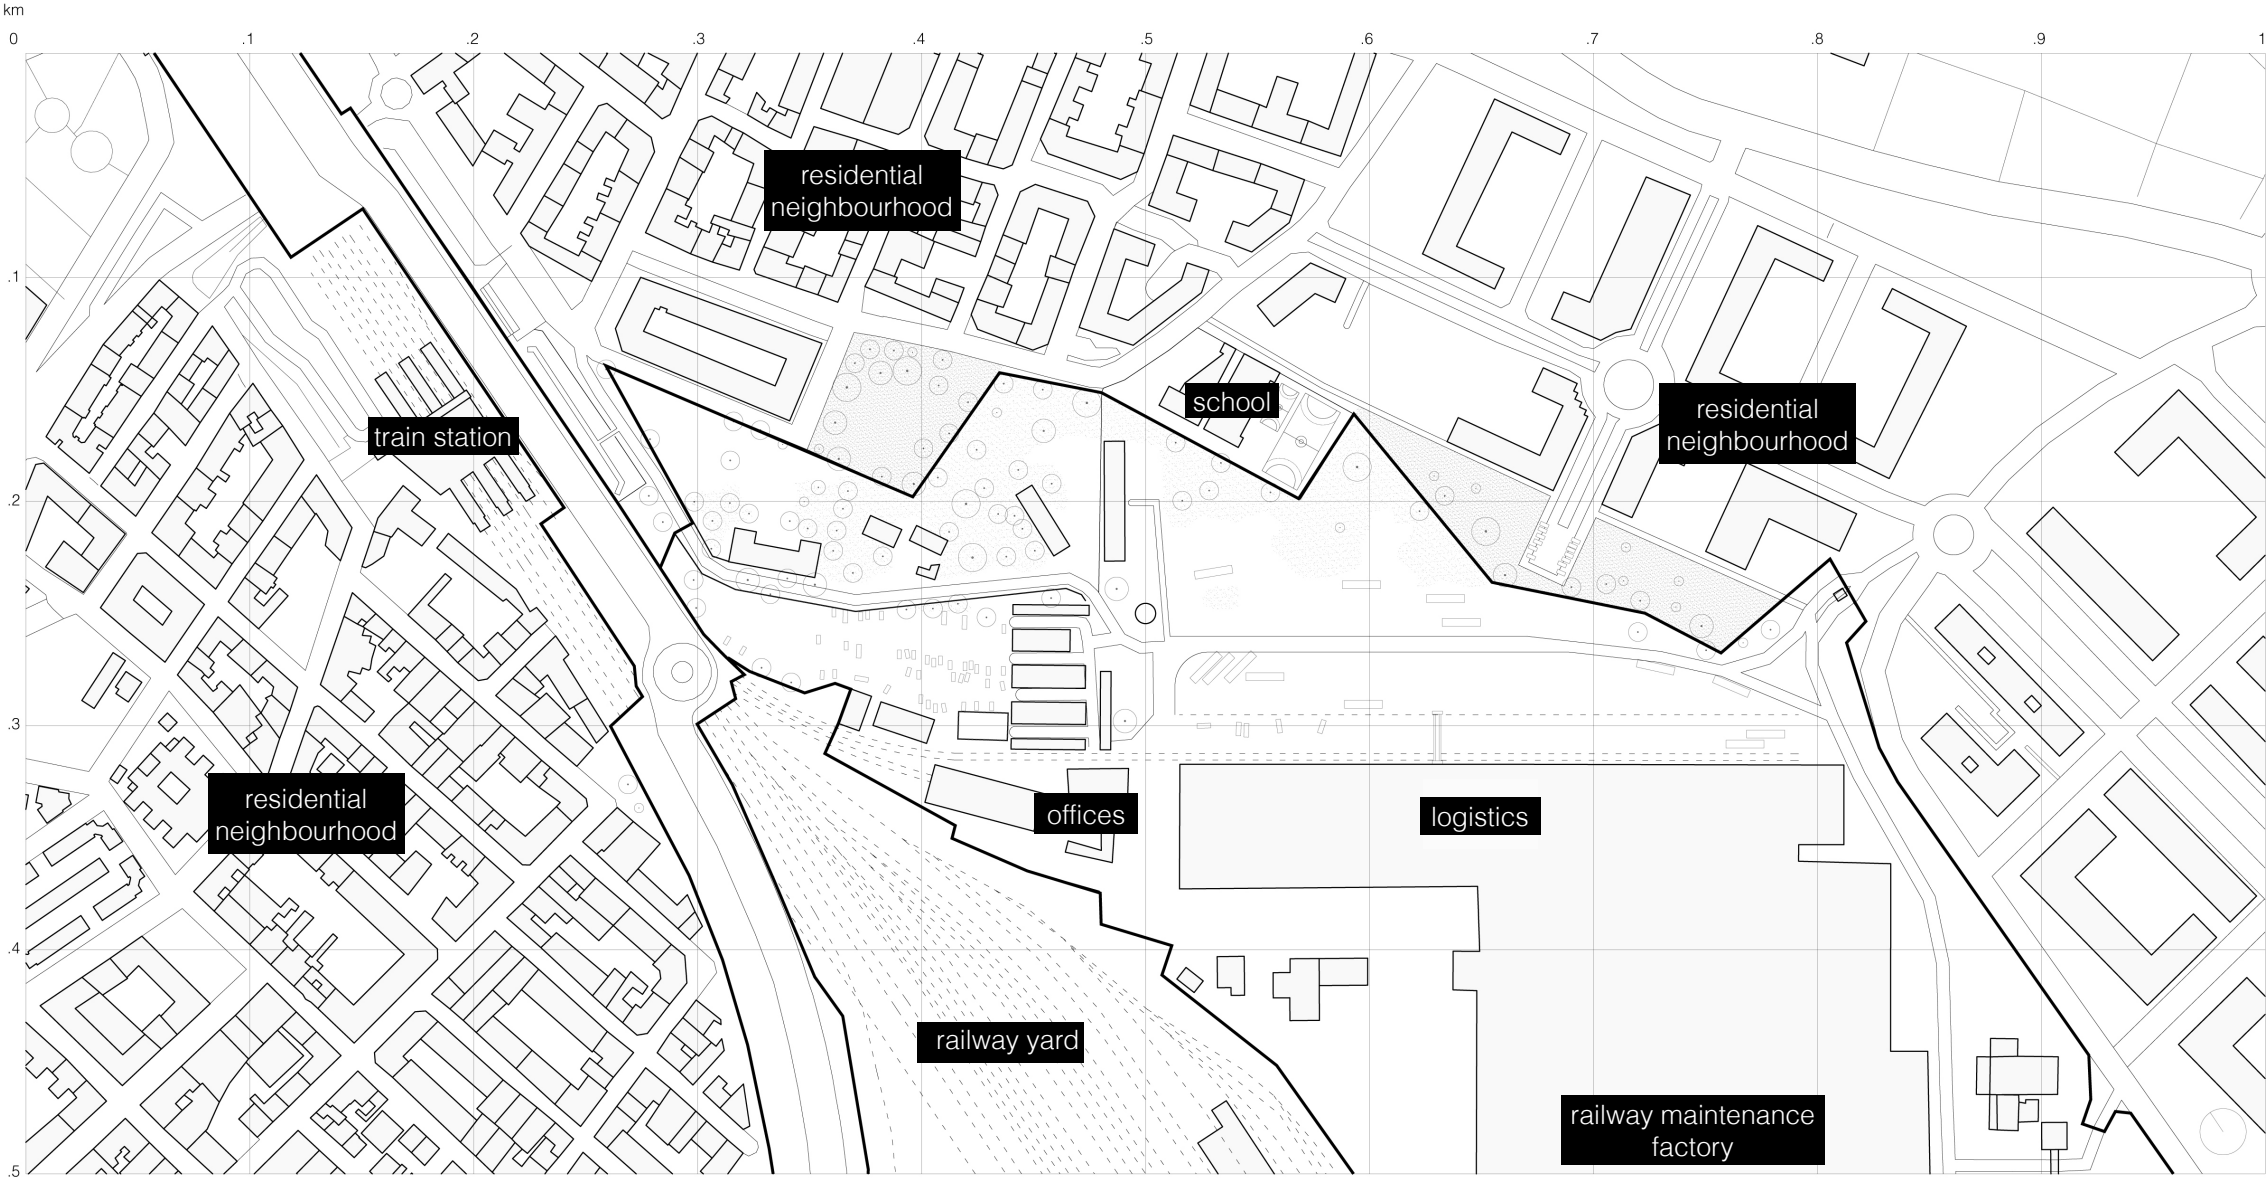 km
0 .1 .2 .3 .4 .5 .6 .7 .8 .9 1
residential
neighbourhood
.1
school
residential
neighbourhood
train station
.2
.3
residential
neighbourhood
offices
logistics
.4
railway yard
railway maintenance
factory
.5